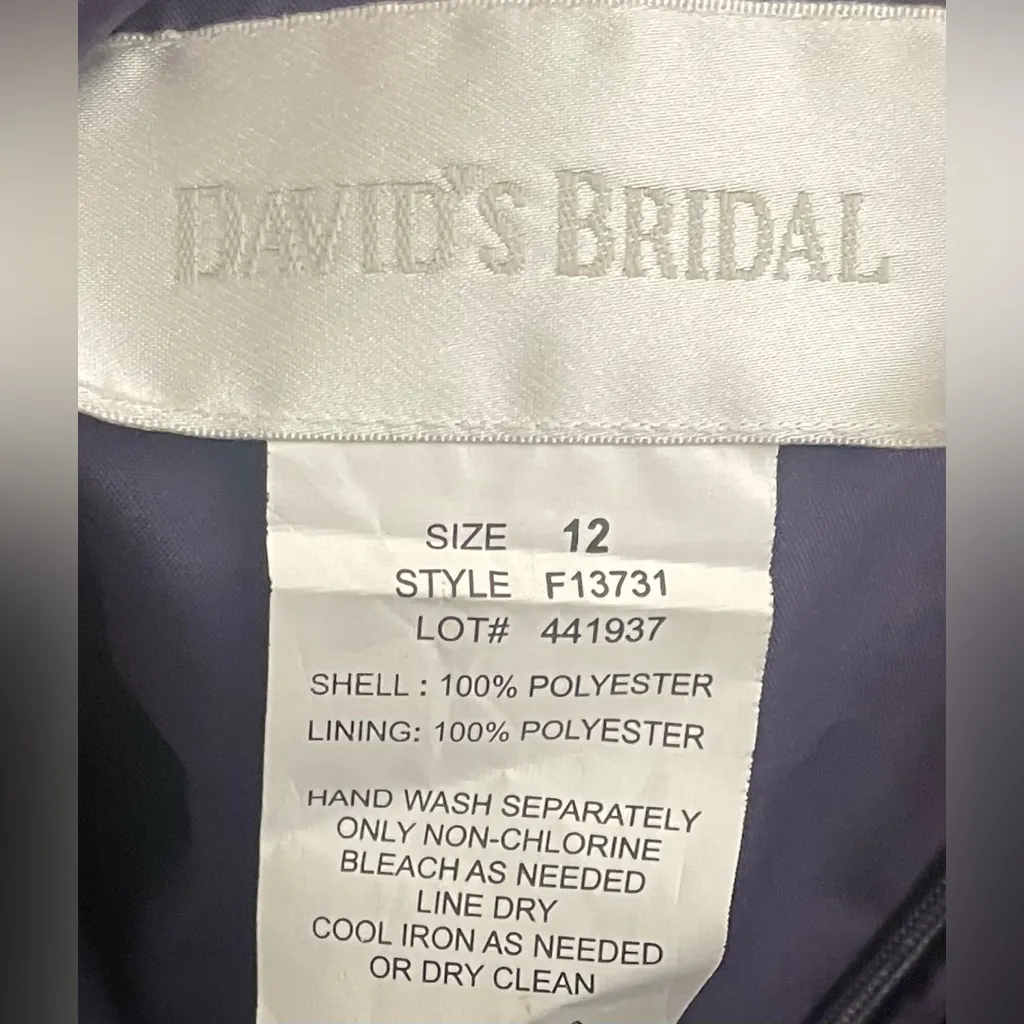 DAVID'S BRIDAL
SIZE 12
STYLE F13731
LOT# 441937
SHELL : 100% POLYESTER
LINING: 100% POLYESTER
HAND WASH SEPARATELY
ONLY NON-CHLORINE
BLEACH AS NEEDED
LINE DRY
COOL IRON AS NEEDED
OR DRY CLEAN